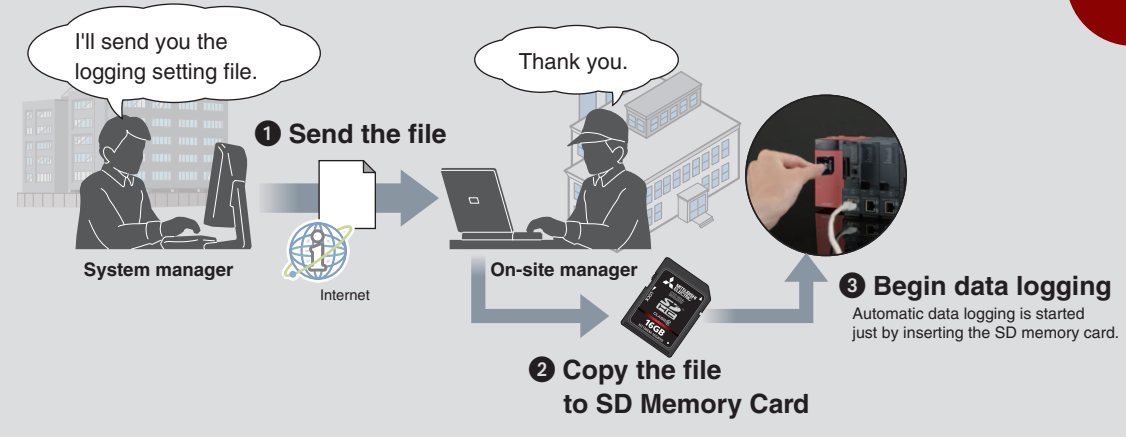 I'll send you the
logging setting file.
Thank you.
❶ Send the file
System manager
Internet
On-site manager
MITSUBISHI
ELECTRIC
16GB
❷ Copy the file
to SD Memory Card
❸ Begin data logging
Automatic data logging is started
just by inserting the SD memory card.